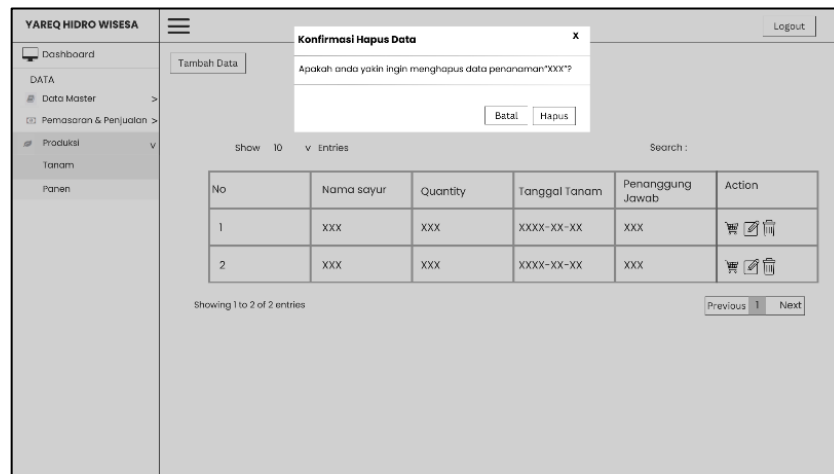 YAREQ HIDRO WISESA
Logout
Konfirmasi Hapus Data x
Apakah anda yakin ingin menghapus data penanaman"XXX"?
Batal Hapus
Dashboard
DATA
Data Master >
Pemasaran & Penjualan >
Produksi v
Tanam
Panen
Tambah Data
Show 10 v Entries Search :
No Nama sayur Quantity Tanggal Tanam Penanggung Jawab Action
1 XXX XXX XXXX-XX-XX XXX
2 XXX XXX XXXX-XX-XX XXX
Showing 1 to 2 of 2 entries Previous 1 Next